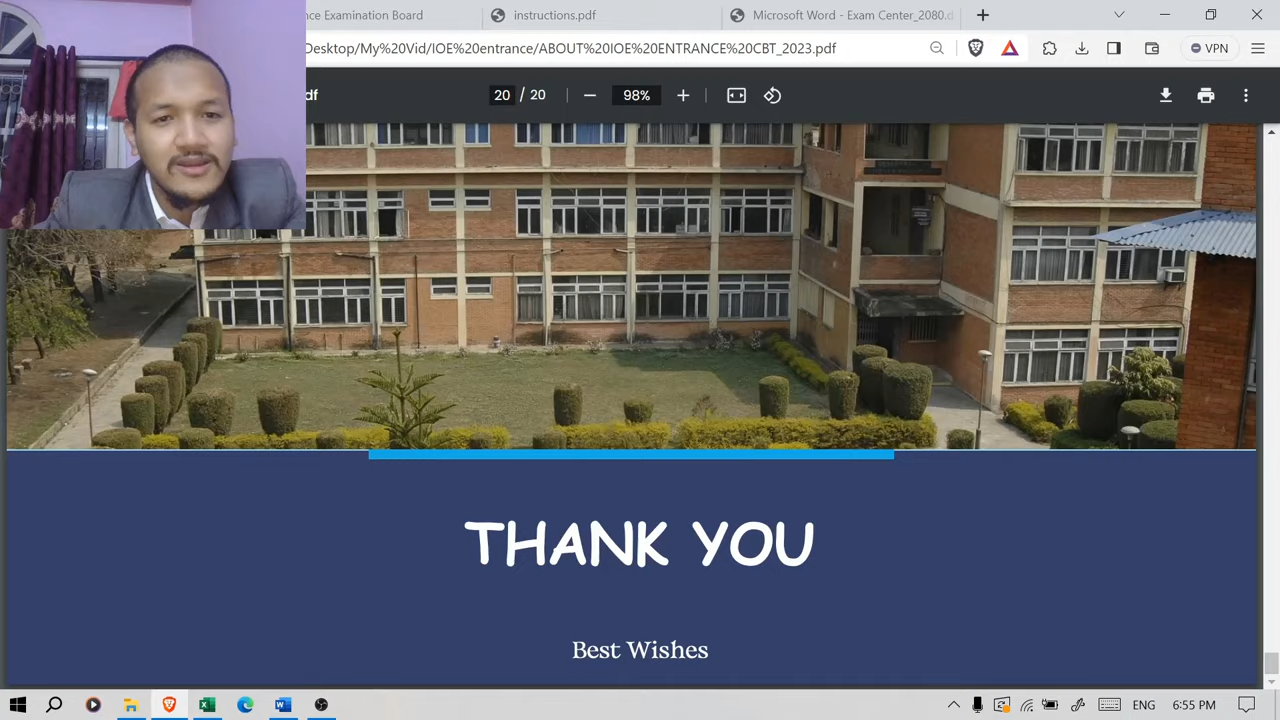 nce Examination Board
instructions.pdf
Microsoft Word - Exam Center_2080.d
Desktop/My%20Vid/IOE%20entrance/ABOUT%20IOE%20ENTRANCE%20CBT_2023.pdf
VPN
df
20 / 20
98%
THANK YOU
Best Wishes
ENG
6:55 PM